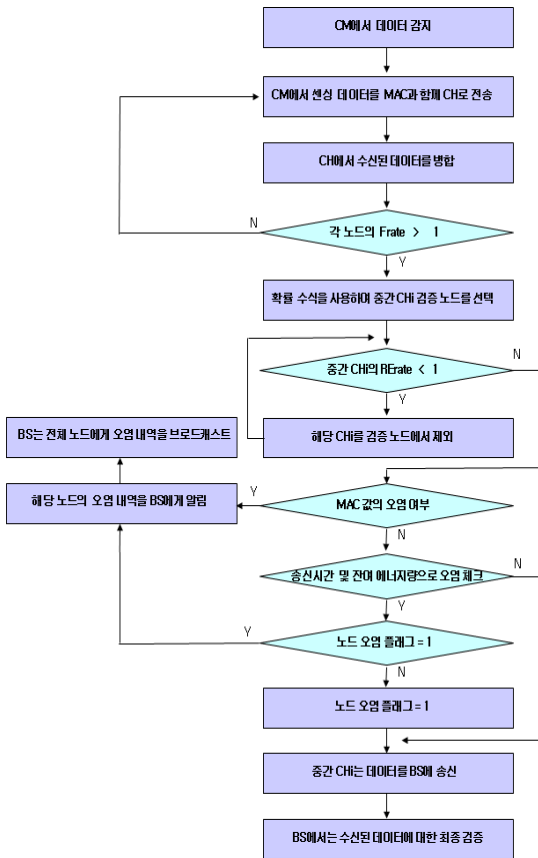 CM에서 데이터 감지
CM에서 센싱 데이터를 MAC과 함께 CH로 전송
CH에서 수신된 데이터를 병합
N
각 노드의 Frate > 1
Y
확률 수식을 사용하여 중간 CHi 검증 노드를 선택
중간 CHi의 RErate < 1
N
Y
해당 CHi를 검증 노드에서 제외
BS는 전체 노드에게 오염 내역을 브로드캐스트
해당 노드의 오염 내역을 BS에게 알림
Y
MAC 값의 오염 여부
N
송신시간 및 잔여 에너지량으로 오염 체크
N
Y
Y
노드 오염 플래그 = 1
N
노드 오염 플래그 = 1
중간 CHi는 데이터를 BS에 송신
BS에서는 수신된 데이터에 대한 최종 검증